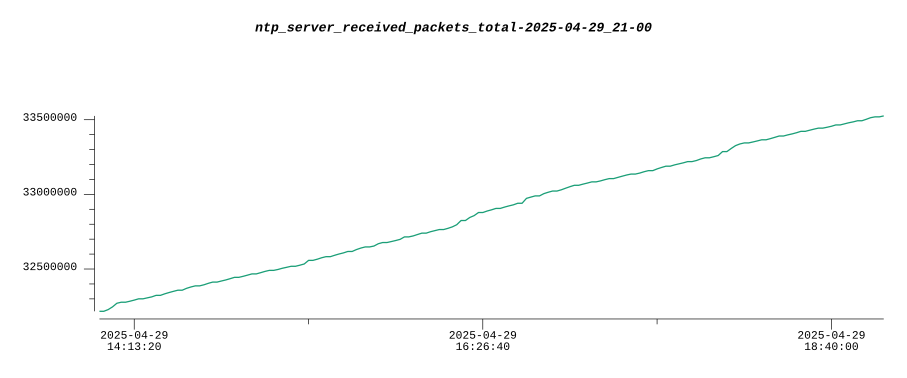 ntp_server_received_packets_total-2025-04-29_21-00
33500000
33000000
32500000
2025-04-29 2025-04-29 2025-04-29
14:13:20 16:26:40 18:40:00